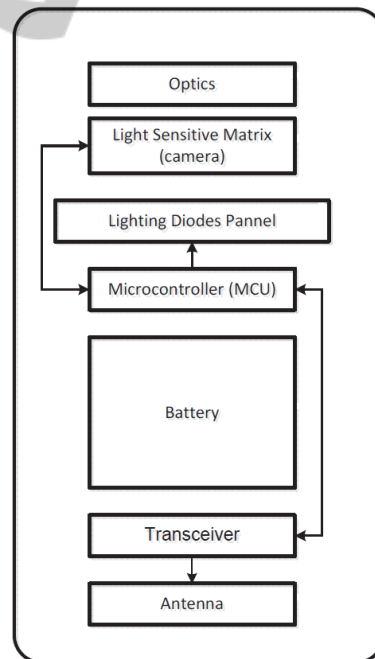 Optics
Light Sensitive Matrix
(camera)
Lighting Diodes Pannel
Microcontroller (MCU)
Battery
Transceiver
Antenna